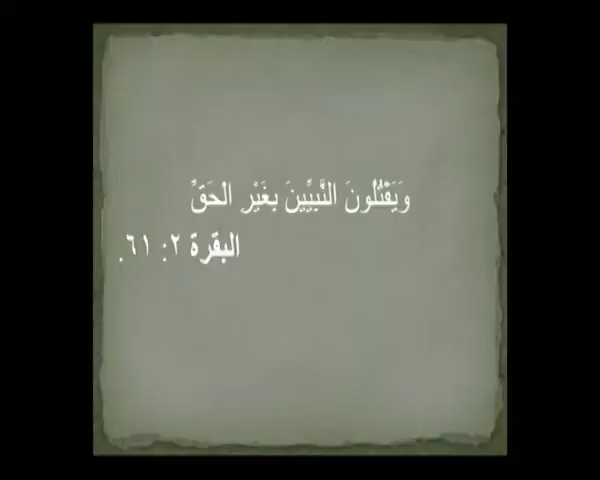 وَيَقْتُلُونَ النَّبِيِّينَ بِغَيْرِ الحَقِّ
البقرة ٢: ٦١.